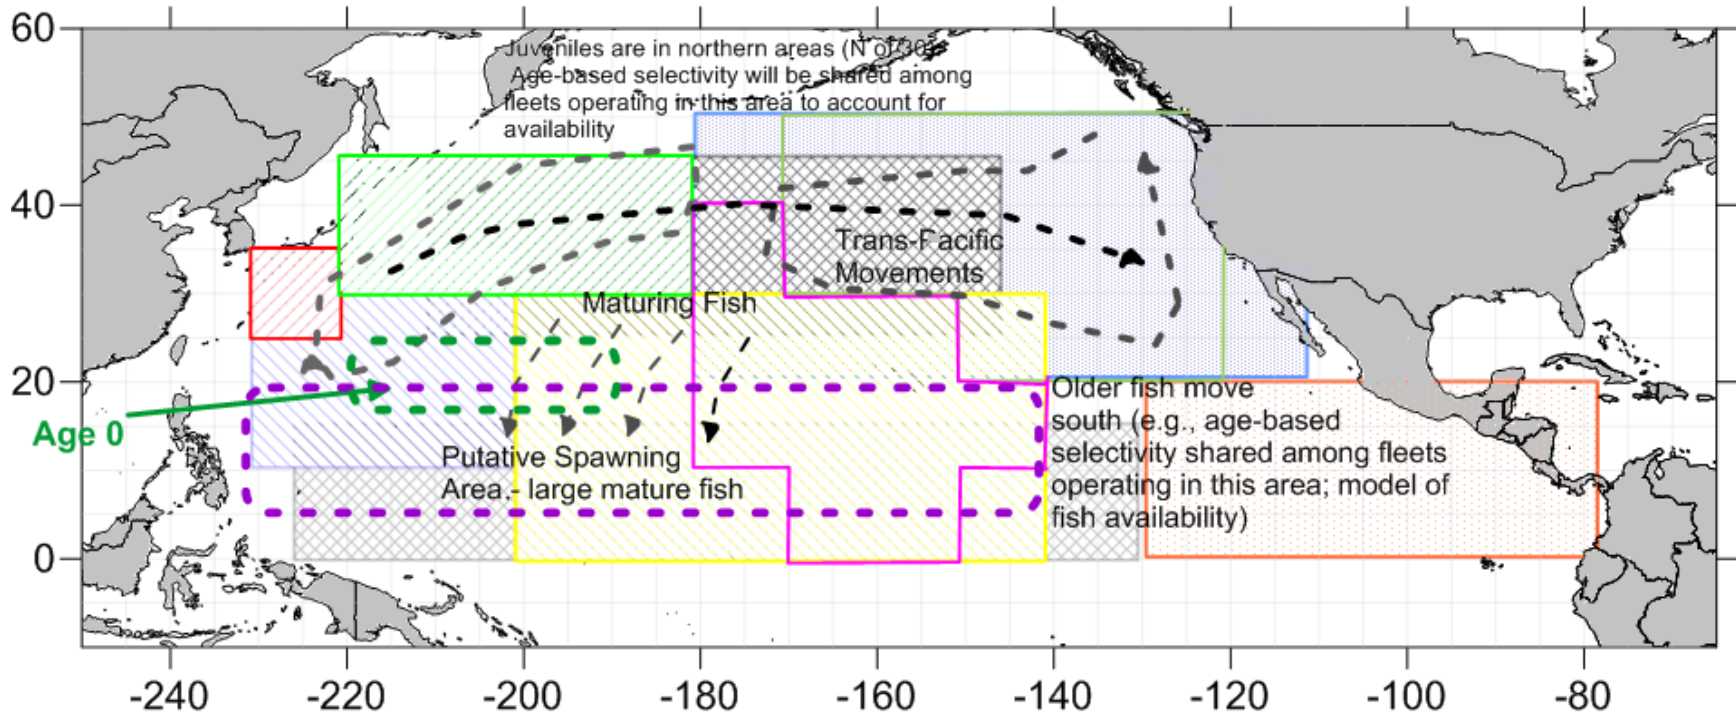 60
Juveniles are in northern areas (N of 30).
Age-based selectivity will be shared among
fleets operating in this area to account for
availability
40
Trans-Pacific
Movements
Maturing Fish
20
Older fish move
south (e.g., age-based
selectivity shared among fleets
operating in this area; model of
fish availability)
Age 0
Putative Spawning
Area - large mature fish
0
-240
-220
-200
-180
-160
-140
-120
-100
-80